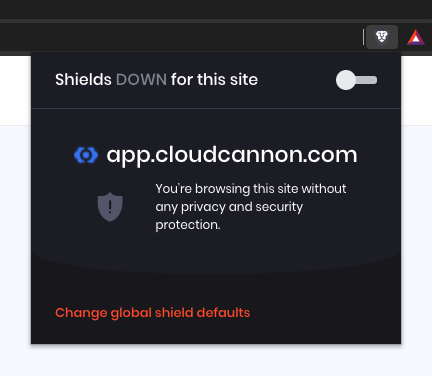 Shields DOWN for this site
app.cloudcannon.com
You're browsing this site without
any privacy and security
protection.
Change global shield defaults